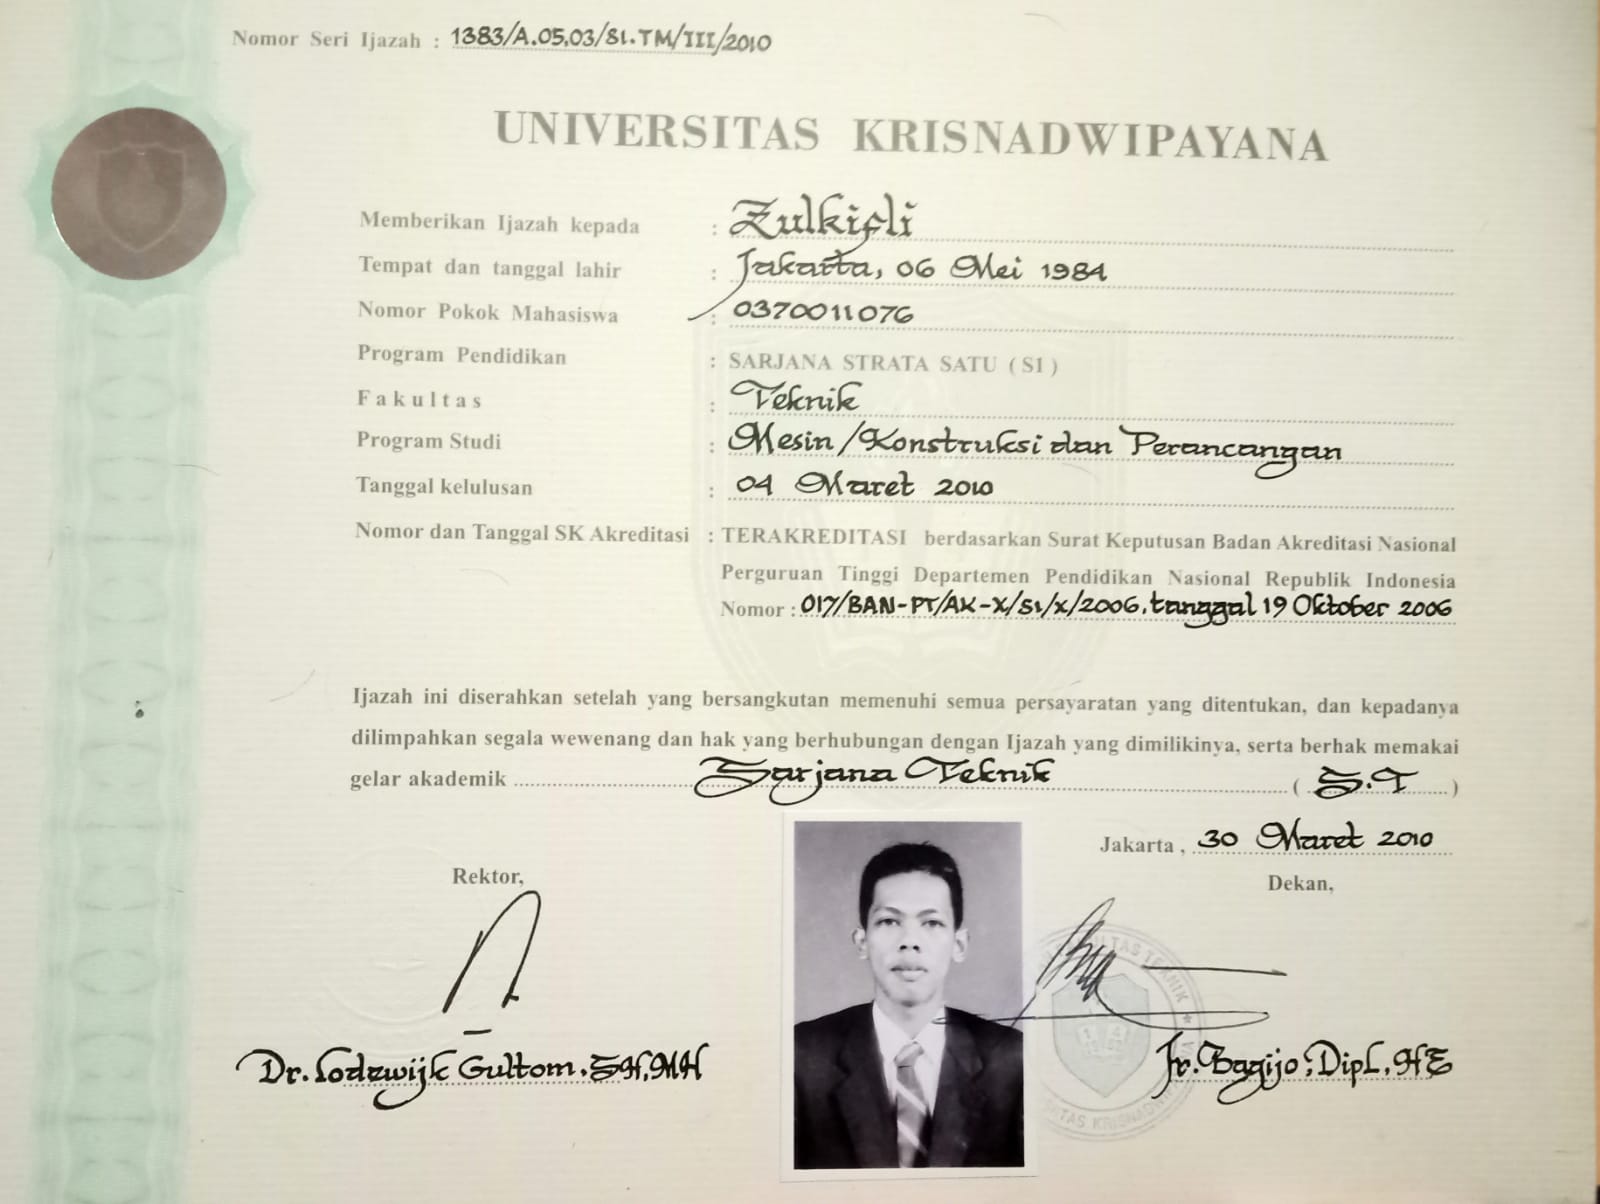 Nomor Seri Ijazah : 1383/A.05.03/S1.TM/III/2010
UNIVERSITAS KRISNADWIPAYANA
Memberikan Ijazah kepada : Zulkifli
Tempat dan tanggal lahir : Jakarta, 06 Mei 1984
Nomor Pokok Mahasiswa : 0370011076
Program Pendidikan : SARJANA STRATA SATU ( S1 )
Fakultas : Teknik
Program Studi : Mesin/Konstruksi dan Perancangan
Tanggal kelulusan : 04 Maret 2010
Nomor dan Tanggal SK Akreditasi : TERAKREDITASI berdasarkan Surat Keputusan Badan Akreditasi Nasional
Perguruan Tinggi Departemen Pendidikan Nasional Republik Indonesia
Nomor : 017/BAN-PT/AK-X/S1/X/2006, tanggal 19 Oktober 2006
Ijazah ini diserahkan setelah yang bersangkutan memenuhi semua persayaratan yang ditentukan, dan kepadanya
dilimpahkan segala wewenang dan hak yang berhubungan dengan Ijazah yang dimilikinya, serta berhak memakai
gelar akademik Sarjana Teknik ( S.T )
Jakarta, 30 Maret 2010
Rektor,
Dekan,
Dr. Lodewijk Gultom, SH, MH
Ir. Bagijo, Dipl, HE